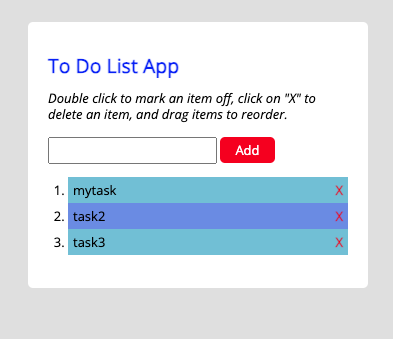 To Do List App
Double click to mark an item off, click on "X" to
delete an item, and drag items to reorder.
Add
1. mytask X
2. task2 X
3. task3 X